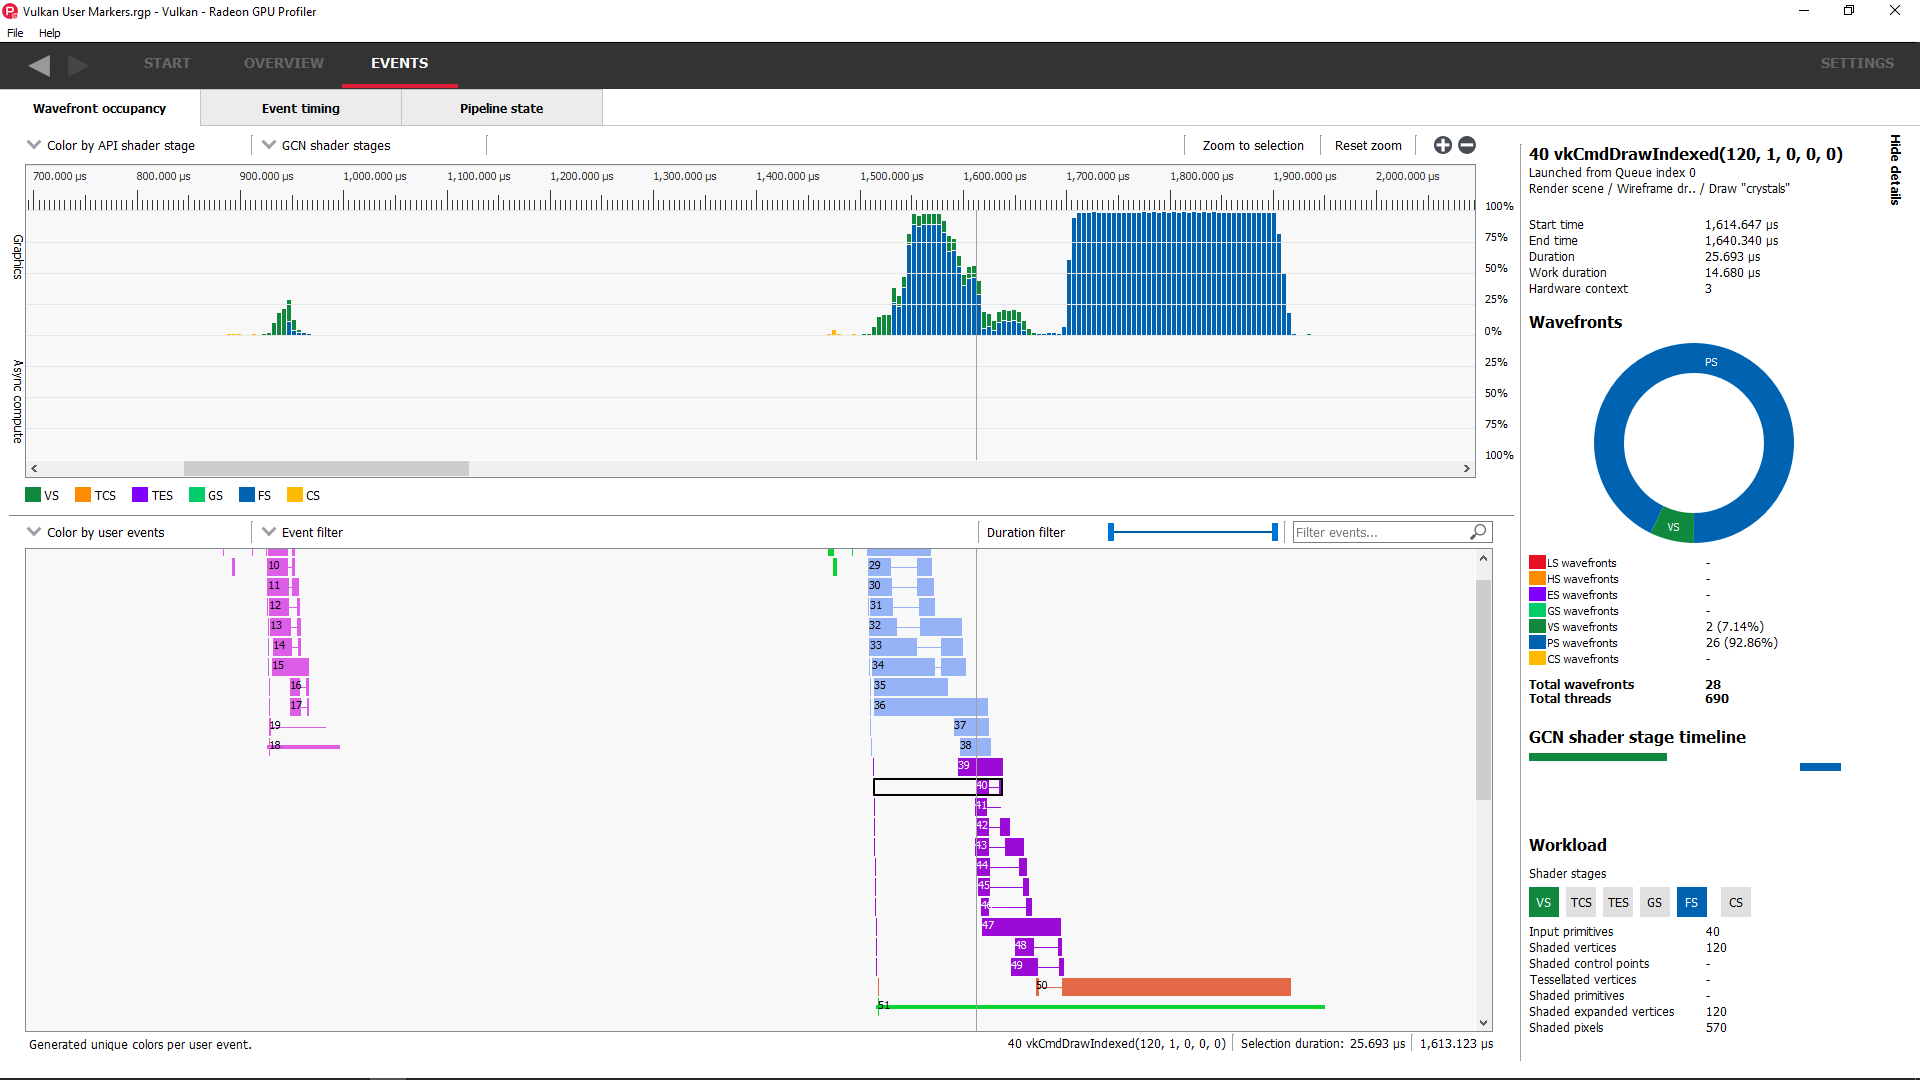 Vulkan User Markers.rgp - Vulkan - Radeon GPU Profiler
File Help
START OVERVIEW EVENTS SETTINGS
Wavefront occupancy Event timing Pipeline state
Color by API shader stage GCN shader stages Zoom to selection Reset zoom
700.000 µs 800.000 µs 900.000 µs 1,000.000 µs 1,100.000 µs 1,200.000 µs 1,300.000 µs 1,400.000 µs 1,500.000 µs 1,600.000 µs 1,700.000 µs 1,800.000 µs 1,900.000 µs 2,000.000 µs
Graphics
100%
75%
50%
25%
0%
Async compute
25%
50%
75%
100%
VS TCS TES GS FS CS
Color by user events Event filter Duration filter Filter events...
10
11
12
13
14
15
16
17
19
18
29
30
31
32
33
34
35
36
37
38
39
40
41
42
43
44
45
46
47
48
49
50
51
Generated unique colors per user event. 40 vkCmdDrawIndexed(120, 1, 0, 0, 0) Selection duration: 25.693 µs 1,613.123 µs
Hide details
40 vkCmdDrawIndexed(120, 1, 0, 0, 0)
Launched from Queue index 0
Render scene / Wireframe dr.. / Draw "crystals"
Start time 1,614.647 µs
End time 1,640.340 µs
Duration 25.693 µs
Work duration 14.680 µs
Hardware context 3
Wavefronts
PS
VS
LS wavefronts -
HS wavefronts -
ES wavefronts -
GS wavefronts -
VS wavefronts 2 (7.14%)
PS wavefronts 26 (92.86%)
CS wavefronts -
Total wavefronts 28
Total threads 690
GCN shader stage timeline
Workload
Shader stages
VS TCS TES GS FS CS
Input primitives 40
Shaded vertices 120
Shaded control points -
Tessellated vertices -
Shaded primitives -
Shaded expanded vertices 120
Shaded pixels 570